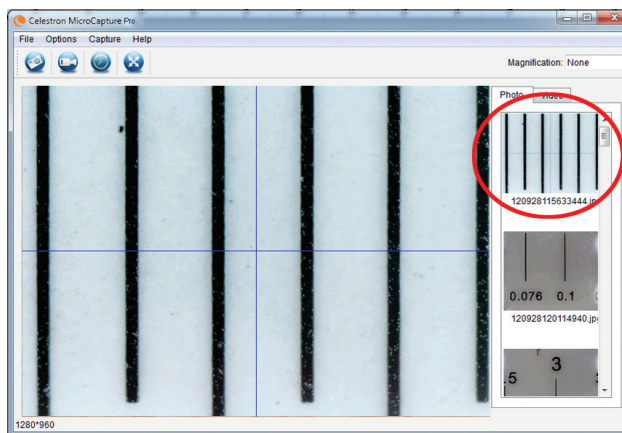 Celestron MicroCapture Pro
File Options Capture Help
Magnification: None
Photo Video
120928115633444.jpg
0.076 0.1
120928120114940.jpg
.5 3
1280*960